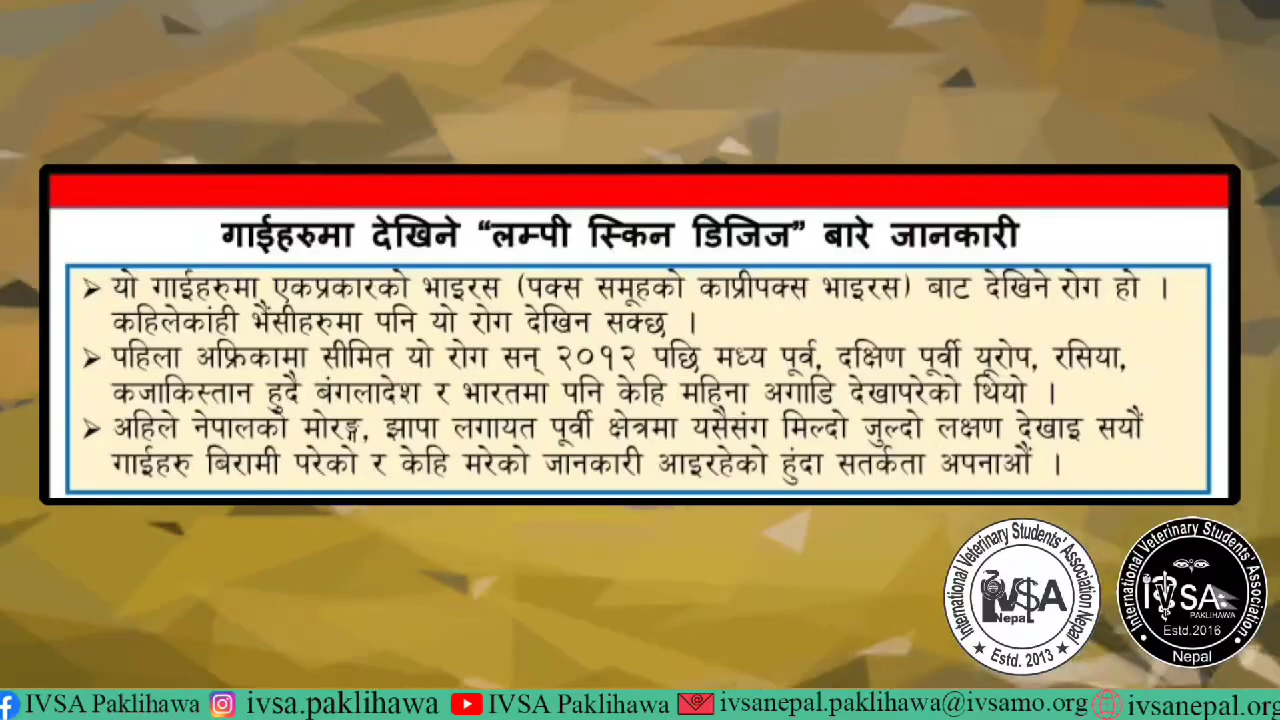 गाईहरुमा देखिने “लम्पी स्किन डिजिज” बारे जानकारी
➢ यो गाईहरुमा एकप्रकारको भाइरस (पक्स समूहको काप्रीपक्स भाइरस) बाट देखिने रोग हो ।
कहिलेकांही भैंसीहरुमा पनि यो रोग देखिन सक्छ ।
➢ पहिला अफ्रिकामा सीमित यो रोग सन् २०१२ पछि मध्य पूर्व, दक्षिण पूर्वी यूरोप, रसिया,
कजाकिस्तान हुदै बंगलादेश र भारतमा पनि केहि महिना अगाडि देखापरेको थियो ।
➢ अहिले नेपालको मोरङ्ग, झापा लगायत पूर्वी क्षेत्रमा यसैसंग मिल्दो जुल्दो लक्षण देखाइ सयौं
गाईहरु बिरामी परेको र केहि मरेको जानकारी आइरहेको हुंदा सतर्कता अपनाऔं ।
International Veterinary Students' Association Nepal
IVSA
Nepal
Estd. 2013
International Veterinary Students' Association
IVSA
PAKLIHAWA
Estd.2016
Nepal
IVSA Paklihawa ivsa.paklihawa IVSA Paklihawa ivsanepal.paklihawa@ivsamo.org ivsanepal.org